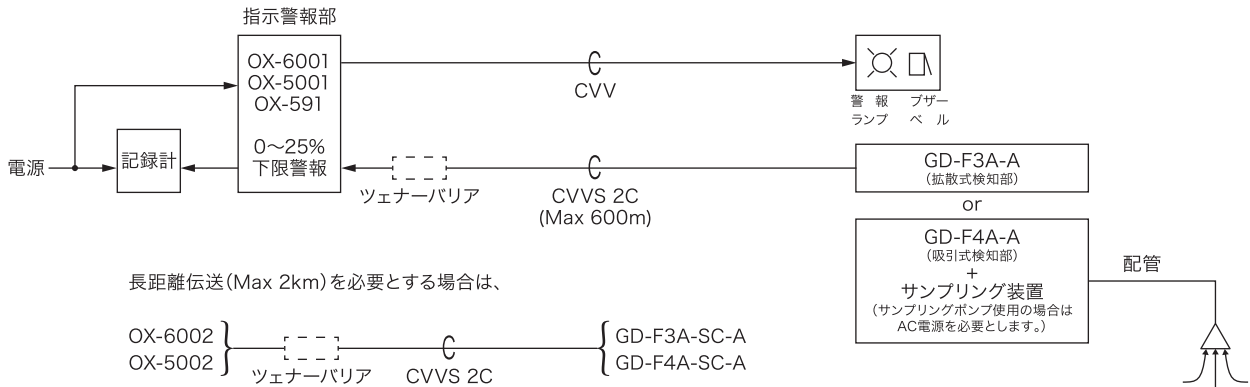 指示警報部
OX-6001
OX-5001
OX-591
0～25%
下限警報
電源
記録計
CVV
警 報 ブザー
ランプ ベ ル
ツェナーバリア
CVVS 2C
(Max 600m)
GD-F3A-A
(拡散式検知部)
or
GD-F4A-A
(吸引式検知部)
+
サンプリング装置
(サンプリングポンプ使用の場合は
AC電源を必要とします。)
配管
長距離伝送(Max 2km)を必要とする場合は、
OX-6002
OX-5002
ツェナーバリア
CVVS 2C
GD-F3A-SC-A
GD-F4A-SC-A